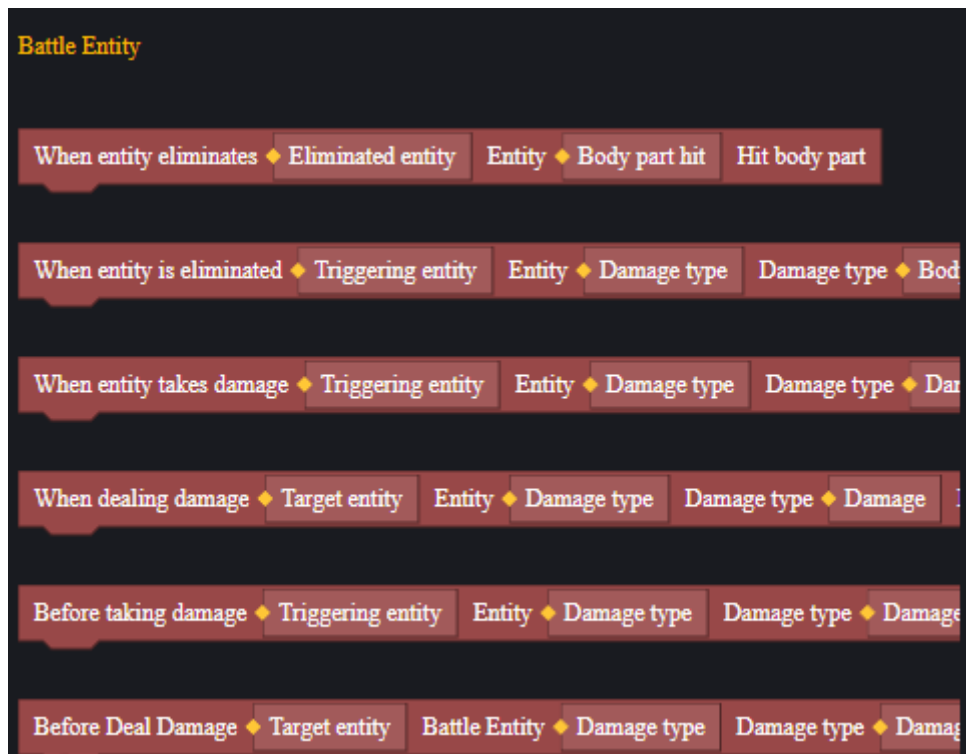 Battle Entity
When entity eliminates Eliminated entity Entity Body part hit Hit body part
When entity is eliminated Triggering entity Entity Damage type Damage type
When entity takes damage Triggering entity Entity Damage type Damage type
When dealing damage Target entity Entity Damage type Damage type Damage
Before taking damage Triggering entity Entity Damage type Damage type Damage
Before Deal Damage Target entity Battle Entity Damage type Damage type